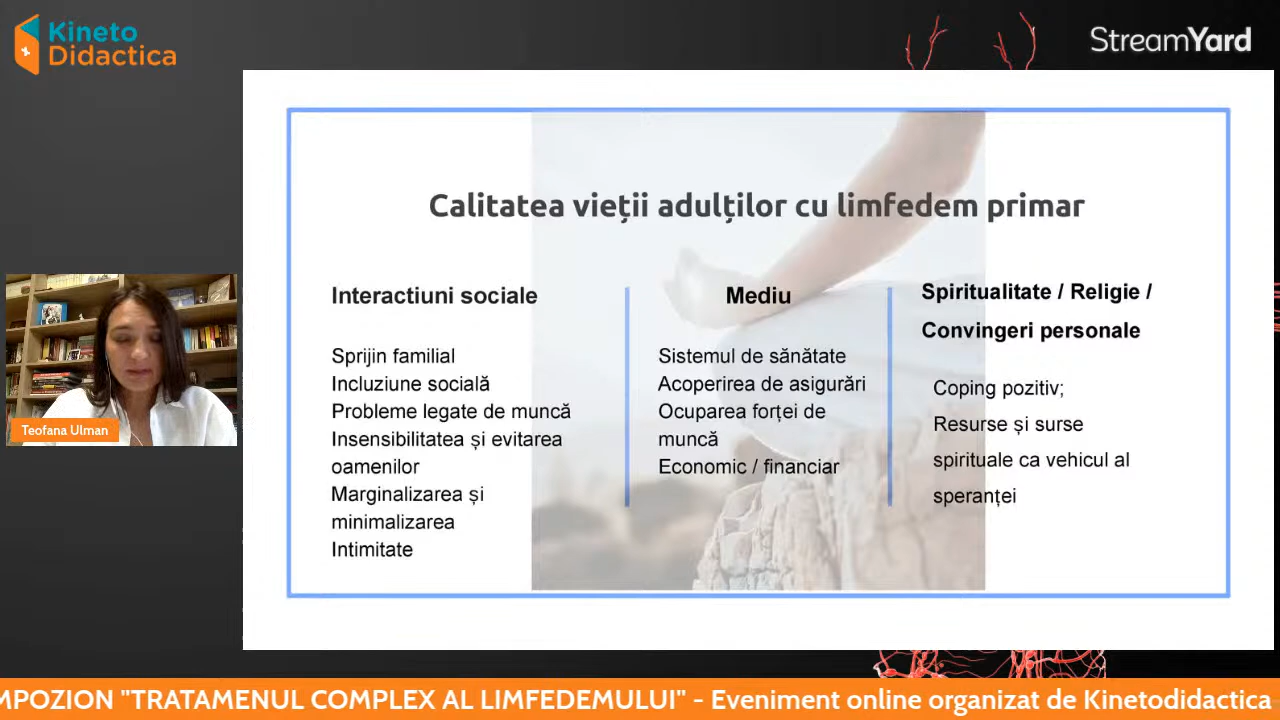 Kineto
Didactica
StreamYard
Calitatea vieții adulților cu limfedem primar
Interactiuni sociale
Sprijin familial
Incluziune socială
Probleme legate de muncă
Insensibilitatea și evitarea
oamenilor
Marginalizarea și
minimalizarea
Intimitate
Mediu
Sistemul de sănătate
Acoperirea de asigurări
Ocuparea forței de
muncă
Economic / financiar
Spiritualitate / Religie /
Convingeri personale
Coping pozitiv;
Resurse și surse
spirituale ca vehicul al
speranței
Teofana Ulman
MPOZION "TRATAMENUL COMPLEX AL LIMFEDEMULUI" - Eveniment online organizat de Kinetodidactica